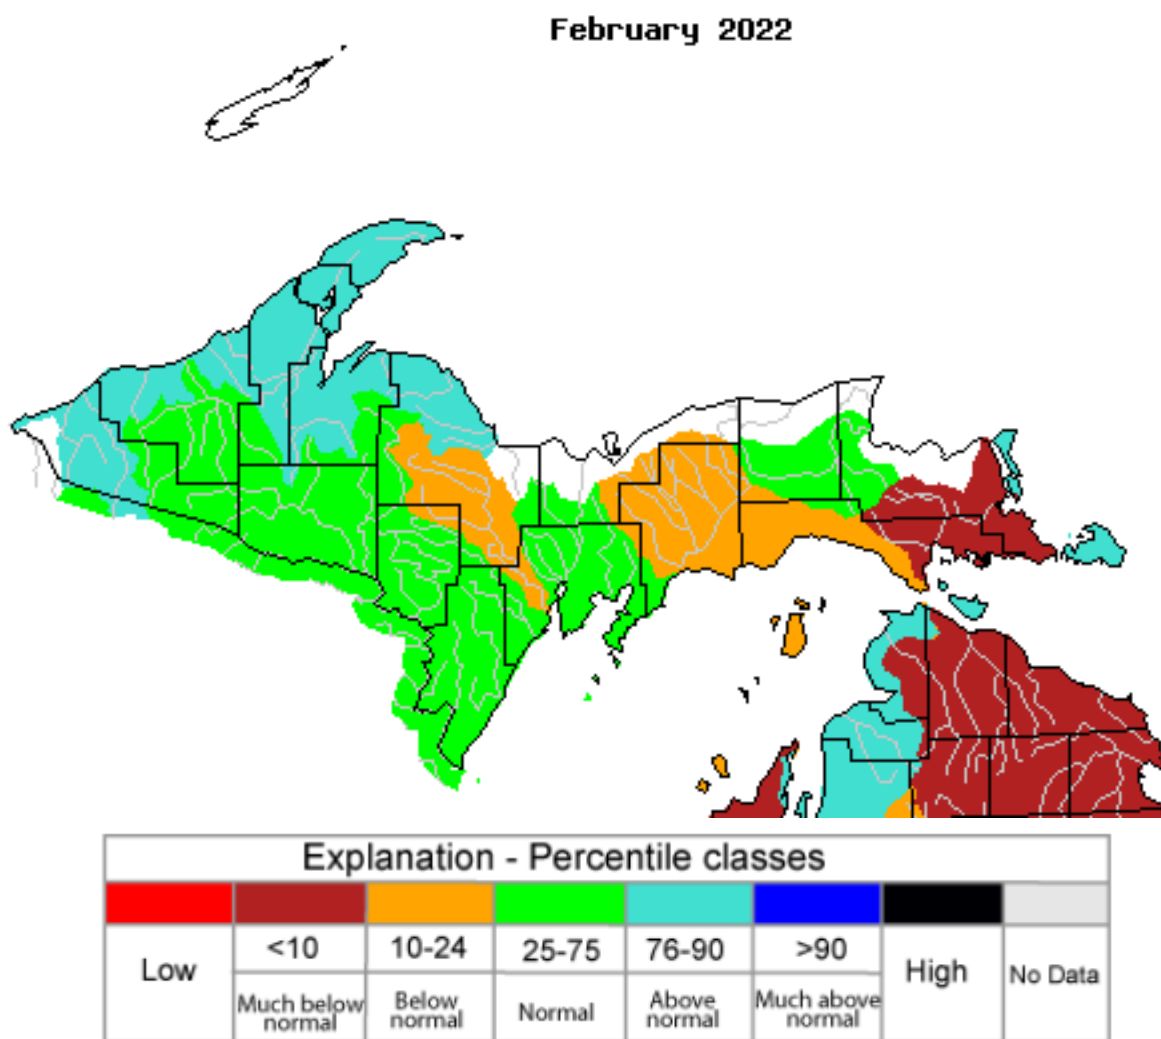 February 2022
Explanation - Percentile classes
Low
<10
10-24
25-75
76-90
>90
High
No Data
Much below
normal
Below
normal
Normal
Above
normal
Much above
normal